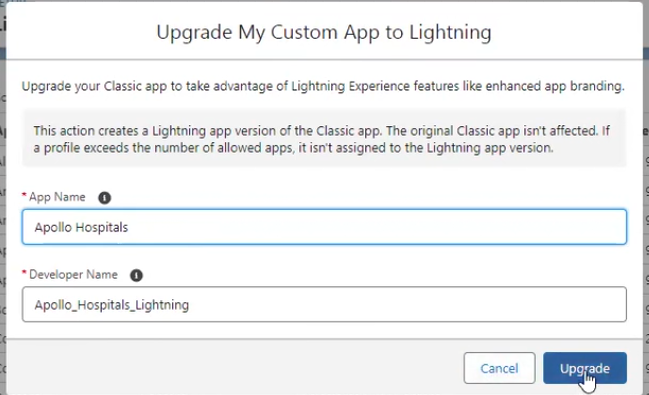 Upgrade My Custom App to Lightning
Upgrade your Classic app to take advantage of Lightning Experience features like enhanced app branding.
This action creates a Lightning app version of the Classic app. The original Classic app isn't affected. If
a profile exceeds the number of allowed apps, it isn't assigned to the Lightning app version.
* App Name
Apollo Hospitals
* Developer Name
Apollo_Hospitals_Lightning
Cancel Upgrade